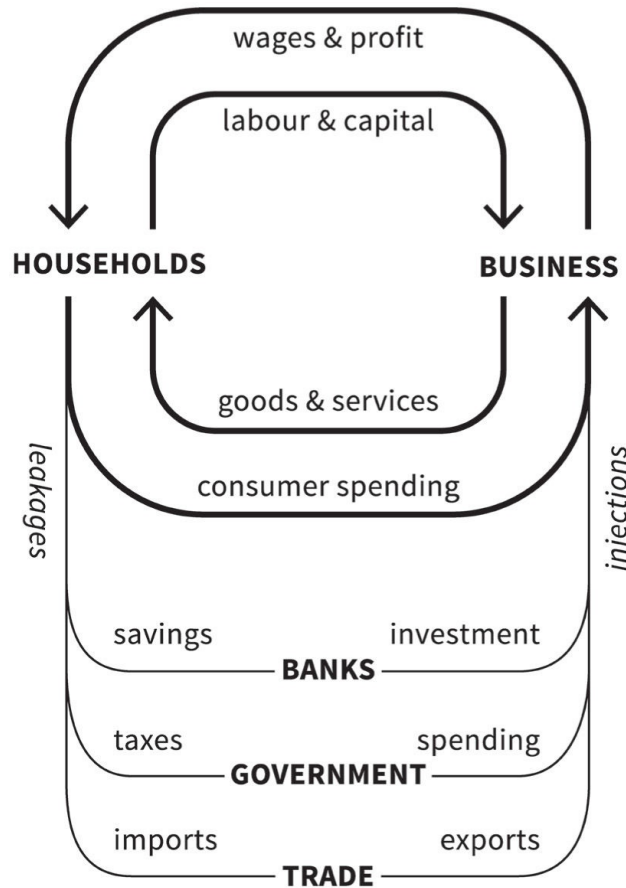 wages & profit
labour & capital
HOUSEHOLDS
BUSINESS
goods & services
consumer spending
leakages
injections
savings
investment
BANKS
taxes
spending
GOVERNMENT
imports
exports
TRADE